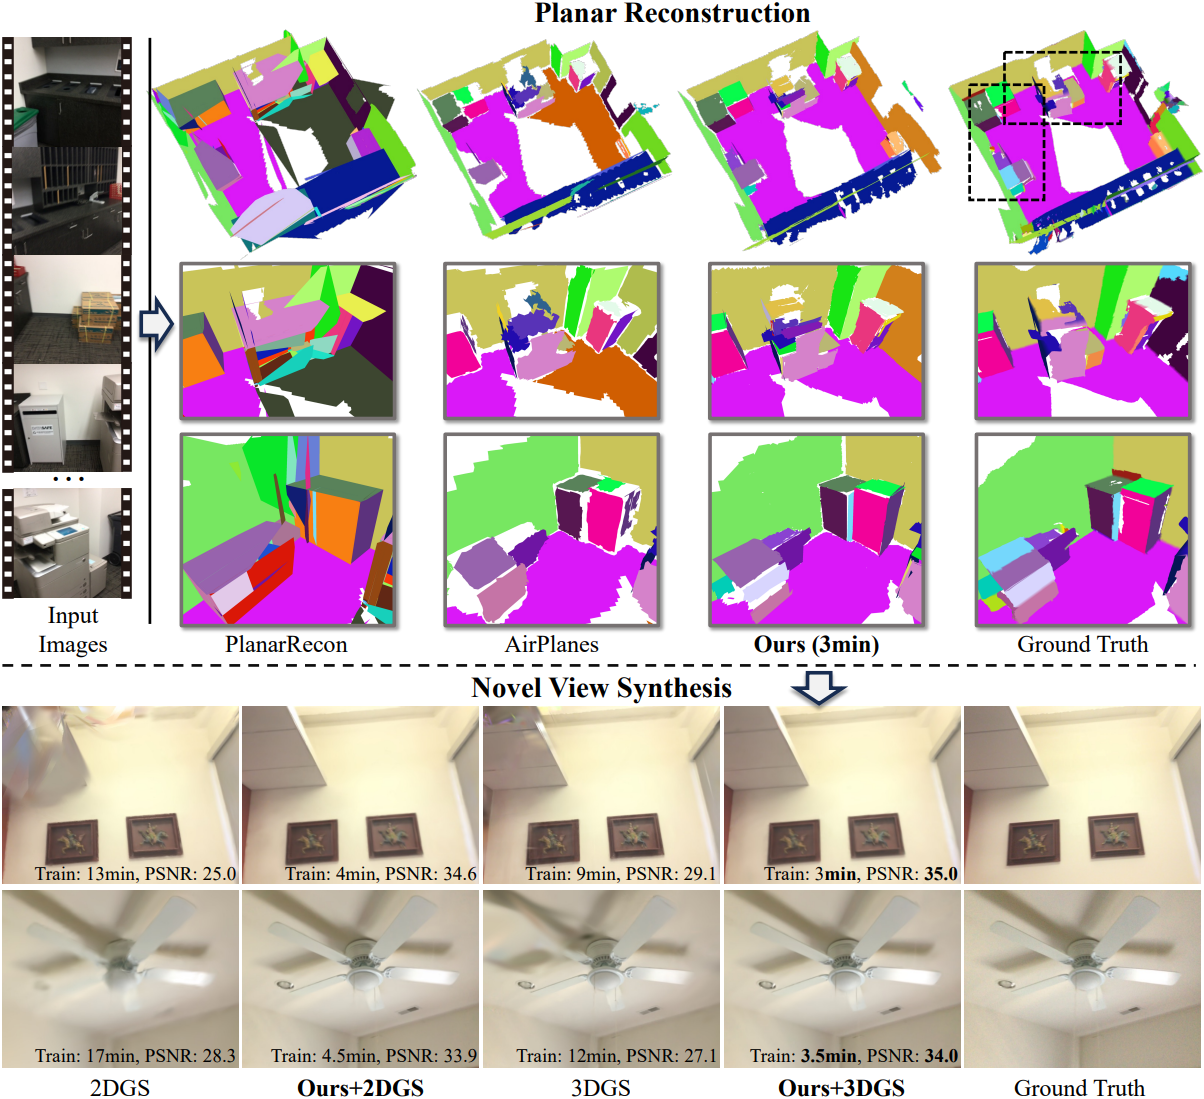 Planar Reconstruction
Input
Images
PlanarRecon
AirPlanes
Ours (3min)
Ground Truth
Novel View Synthesis
Train: 13min, PSNR: 25.0
Train: 4min, PSNR: 34.6
Train: 9min, PSNR: 29.1
Train: 3min, PSNR: 35.0
Train: 17min, PSNR: 28.3
Train: 4.5min, PSNR: 33.9
Train: 12min, PSNR: 27.1
Train: 3.5min, PSNR: 34.0
2DGS
Ours+2DGS
3DGS
Ours+3DGS
Ground Truth